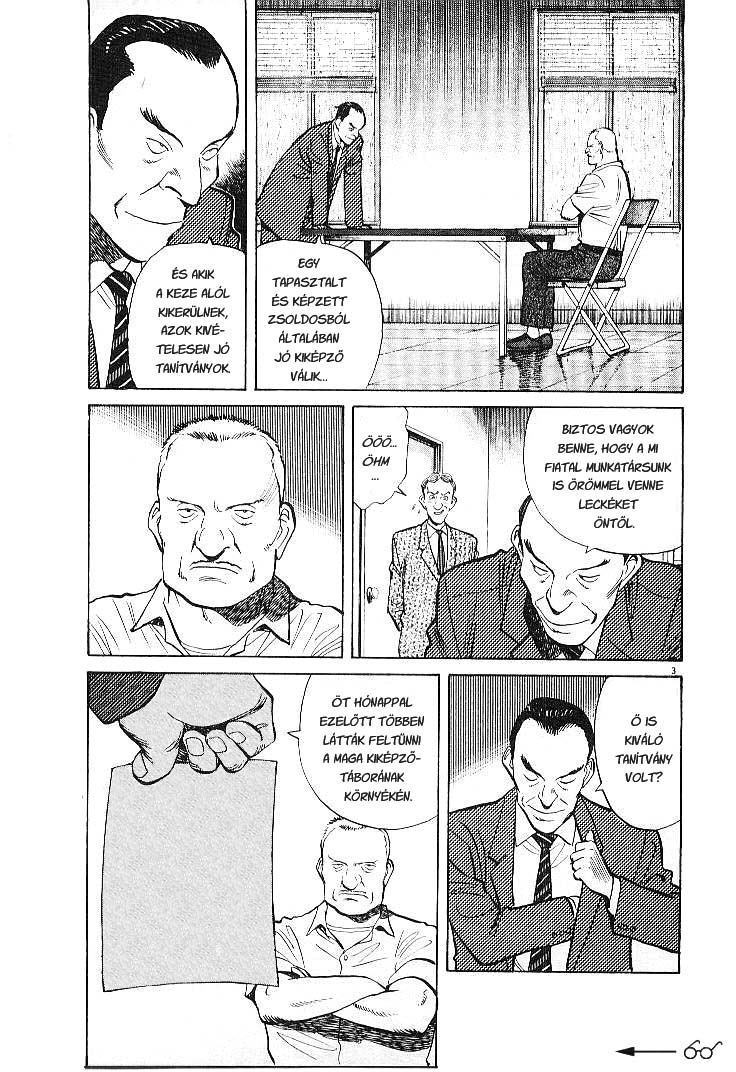 EGY
TAPASZTALT
ÉS KÉPZETT
ZSOLDOSBÓL
ÁLTALÁBAN
JÓ KIKÉPZŐ
VÁLIK...
ÉS AKIK
A KEZE ALÓL
KIKERÜLNEK,
AZOK KIVÉ-
TELESEN JÓ
TANÍTVÁNYOK.
BIZTOS VAGYOK
BENNE, HOGY A MI
FIATAL MUNKATÁRSUNK
IS ÖRÖMMEL VENNE
LECKÉKET
ÖNTŐL.
ÖÖÖ...
ÖHM
...
3
Ő IS
KIVÁLÓ
TANÍTVÁNY
VOLT?
ÖT HÓNAPPAL
EZELŐTT TÖBBEN
LÁTTÁK FELTŰNNI
A MAGA KIKÉPZŐ-
TÁBORÁNAK
KÖRNYÉKÉN.